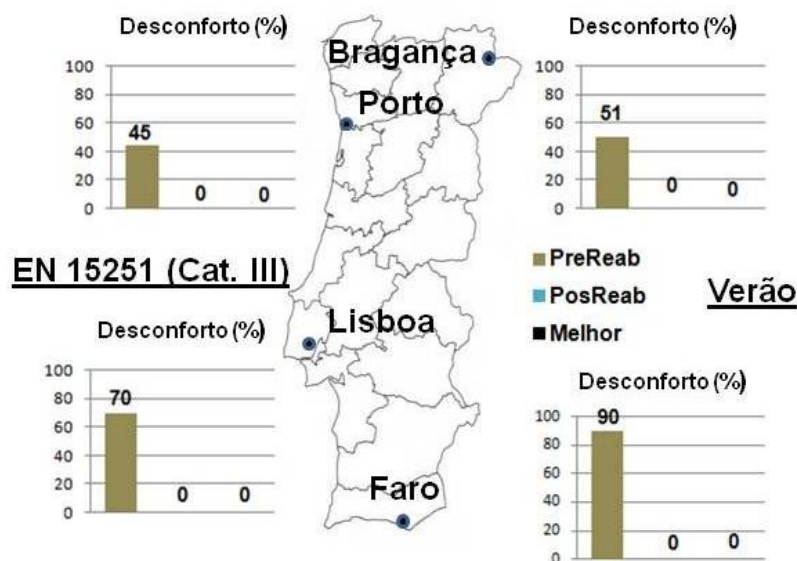 Desconforto (%)
100
80
60
40
20
0
45
0
0
Bragança
Porto
Desconforto (%)
100
80
60
40
20
0
51
0
0
EN 15251 (Cat. III)
PreReab
PosReab
Melhor
Verão
Desconforto (%)
100
80
60
40
20
0
70
0
0
Lisboa
Faro
Desconforto (%)
100
80
60
40
20
0
90
0
0